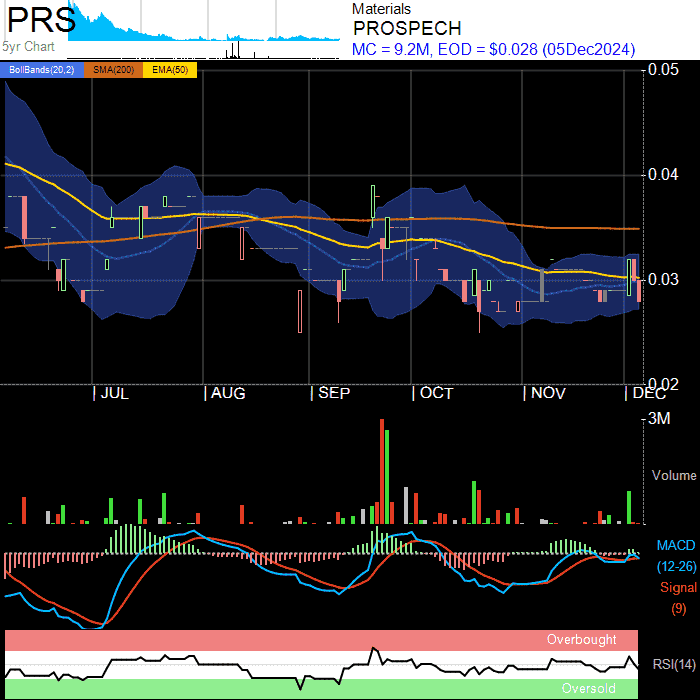 PRS
5yr Chart
Materials
PROSPECH
MC = 9.2M, EOD = $0.028 (05Dec2024)
BollBands(20,2) SMA(200) EMA(50)
0.05
0.04
0.03
0.02
JUL AUG SEP OCT NOV DEC
3M
Volume
MACD
(12-26)
Signal
(9)
Overbought
RSI(14)
Oversold